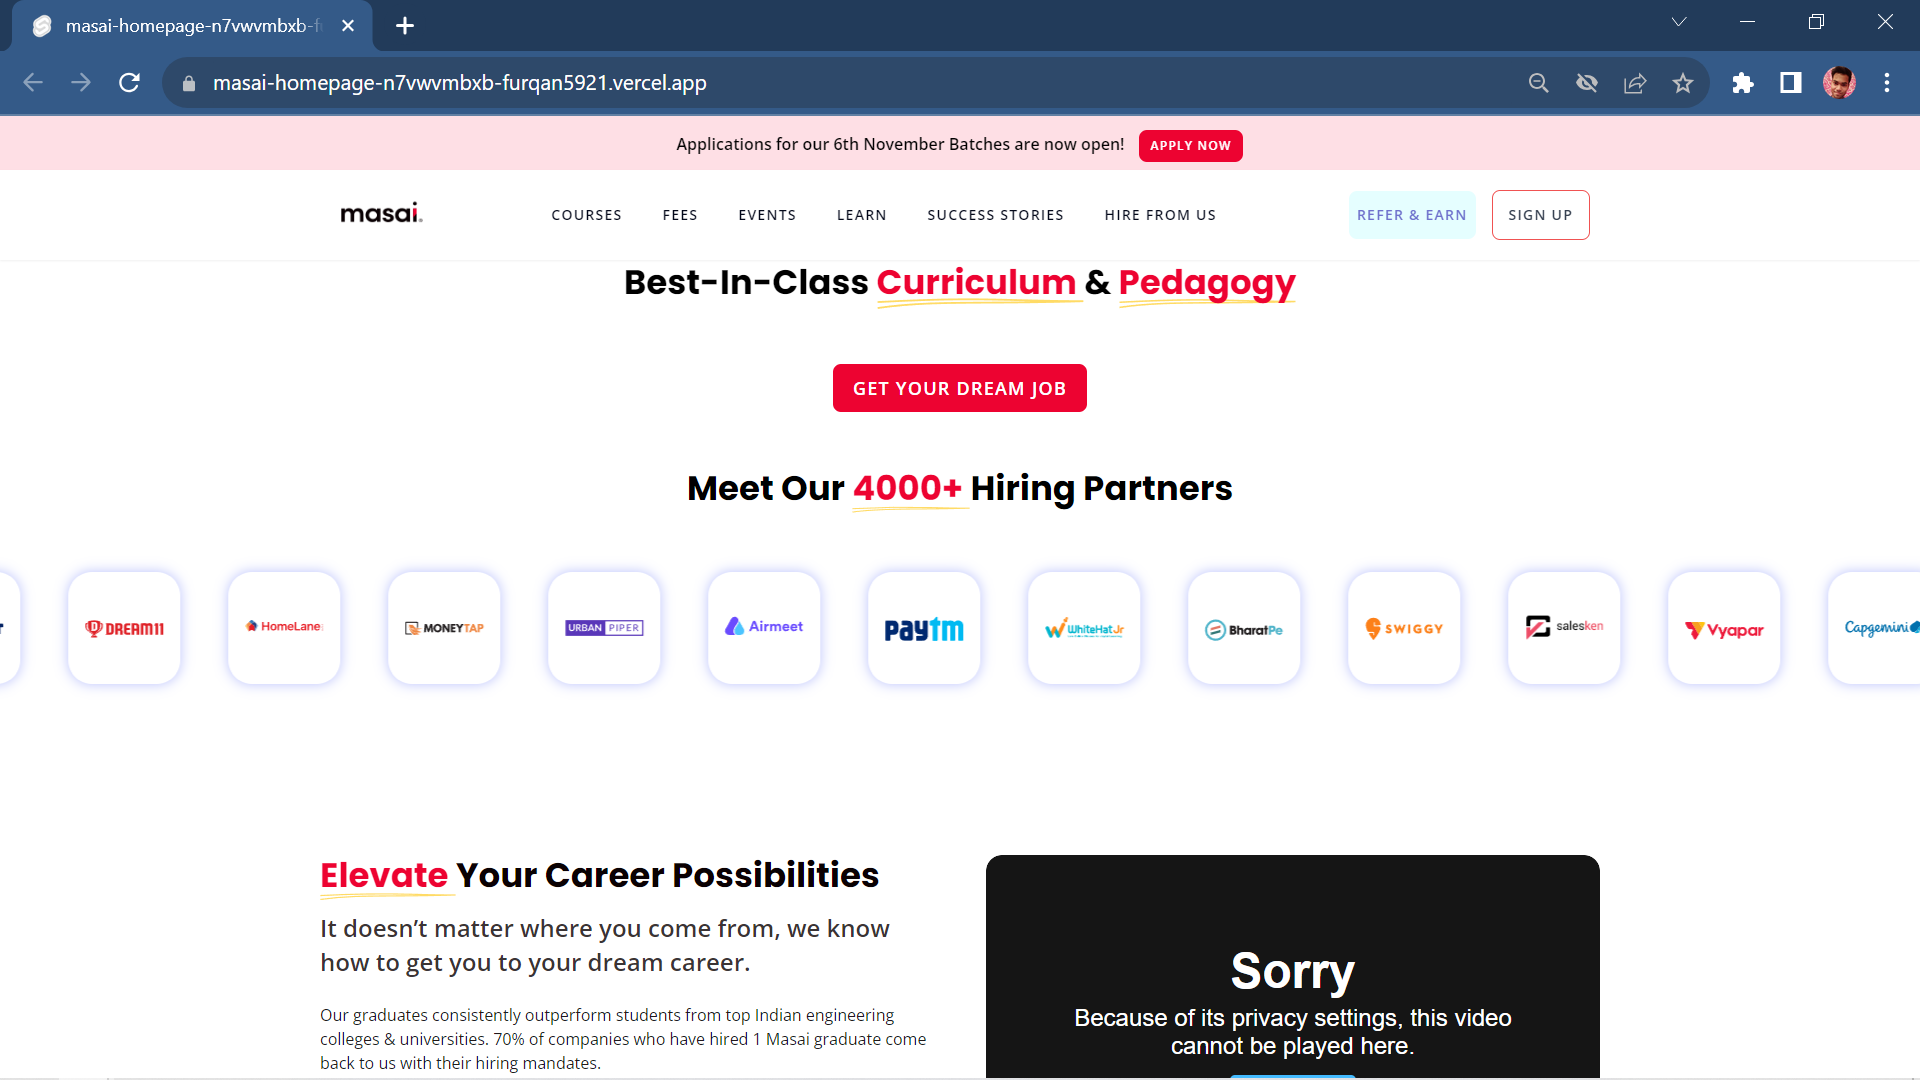 masai-homepage-n7vwvmbxb-f
masai-homepage-n7vwvmbxb-furqan5921.vercel.app
Applications for our 6th November Batches are now open! APPLY NOW
masai. COURSES FEES EVENTS LEARN SUCCESS STORIES HIRE FROM US REFER & EARN SIGN UP
Best-In-Class Curriculum & Pedagogy
GET YOUR DREAM JOB
Meet Our 4000+ Hiring Partners
DREAM11 HomeLane MONEYTAP URBAN PIPER Airmeet paytm WhiteHat Jr BharatPe SWIGGY salesken Vyapar Capgemini
Elevate Your Career Possibilities
It doesn’t matter where you come from, we know
how to get you to your dream career.
Our graduates consistently outperform students from top Indian engineering
colleges & universities. 70% of companies who have hired 1 Masai graduate come
back to us with their hiring mandates.
Sorry
Because of its privacy settings, this video
cannot be played here.